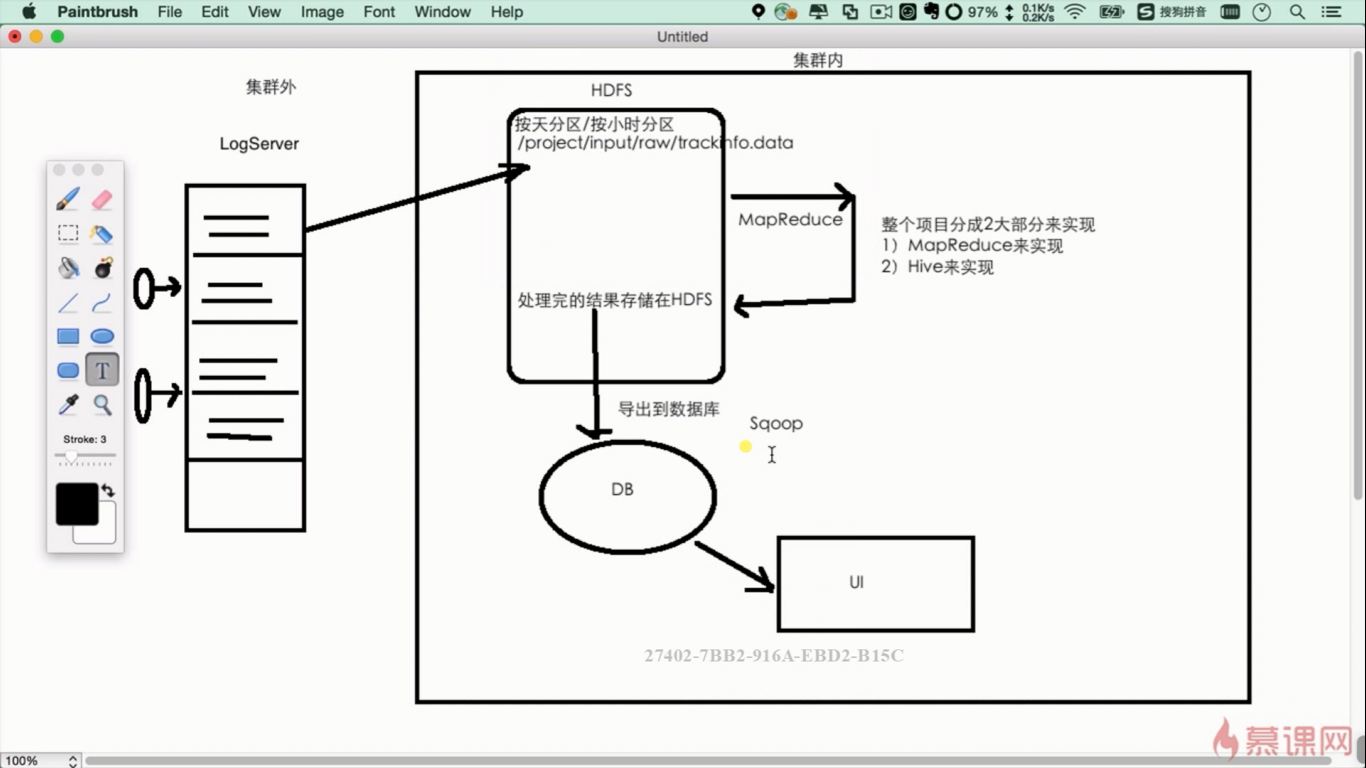 Paintbrush File Edit View Image Font Window Help 97% 0.1K/s 0.2K/s 搜狗拼音
Untitled
集群内
集群外
HDFS
按天分区/按小时分区
/project/input/raw/trackinfo.data
LogServer
MapReduce
整个项目分成2大部分来实现
1）MapReduce来实现
2）Hive来实现
处理完的结果存储在HDFS
导出到数据库
Sqoop
T
Stroke: 3
DB
UI
27402-7BB2-916A-EBD2-B15C
慕课网
100%